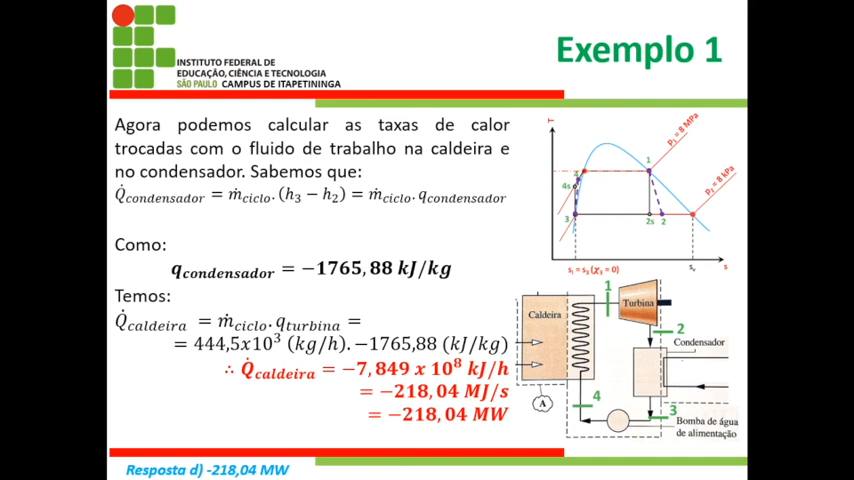 INSTITUTO FEDERAL DE
EDUCAÇÃO, CIÊNCIA E TECNOLOGIA
SÃO PAULO CAMPUS DE ITAPETININGA
Exemplo 1
Agora podemos calcular as taxas de calor
trocadas com o fluido de trabalho na caldeira e
no condensador. Sabemos que:
Q̇condensador = ṁciclo.(h3 − h2) = ṁciclo.qcondensador
Como:
qcondensador = −1765,88 kJ/kg
Temos:
Q̇caldeira = ṁciclo.qturbina =
= 444,5x10³ (kg/h).−1765,88 (kJ/kg)
∴ Q̇caldeira = −7,849 x 10⁸ kJ/h
= −218,04 MJ/s
= −218,04 MW
T
P1 = 8 MPa
1
4
4s
P2 = 8 kPa
3
2s 2
s1 = s3 (χ3 = 0)
sv
s
1
Caldeira
Turbina
2
Condensador
A
4
3
Bomba de água
de alimentação
Resposta d) -218,04 MW